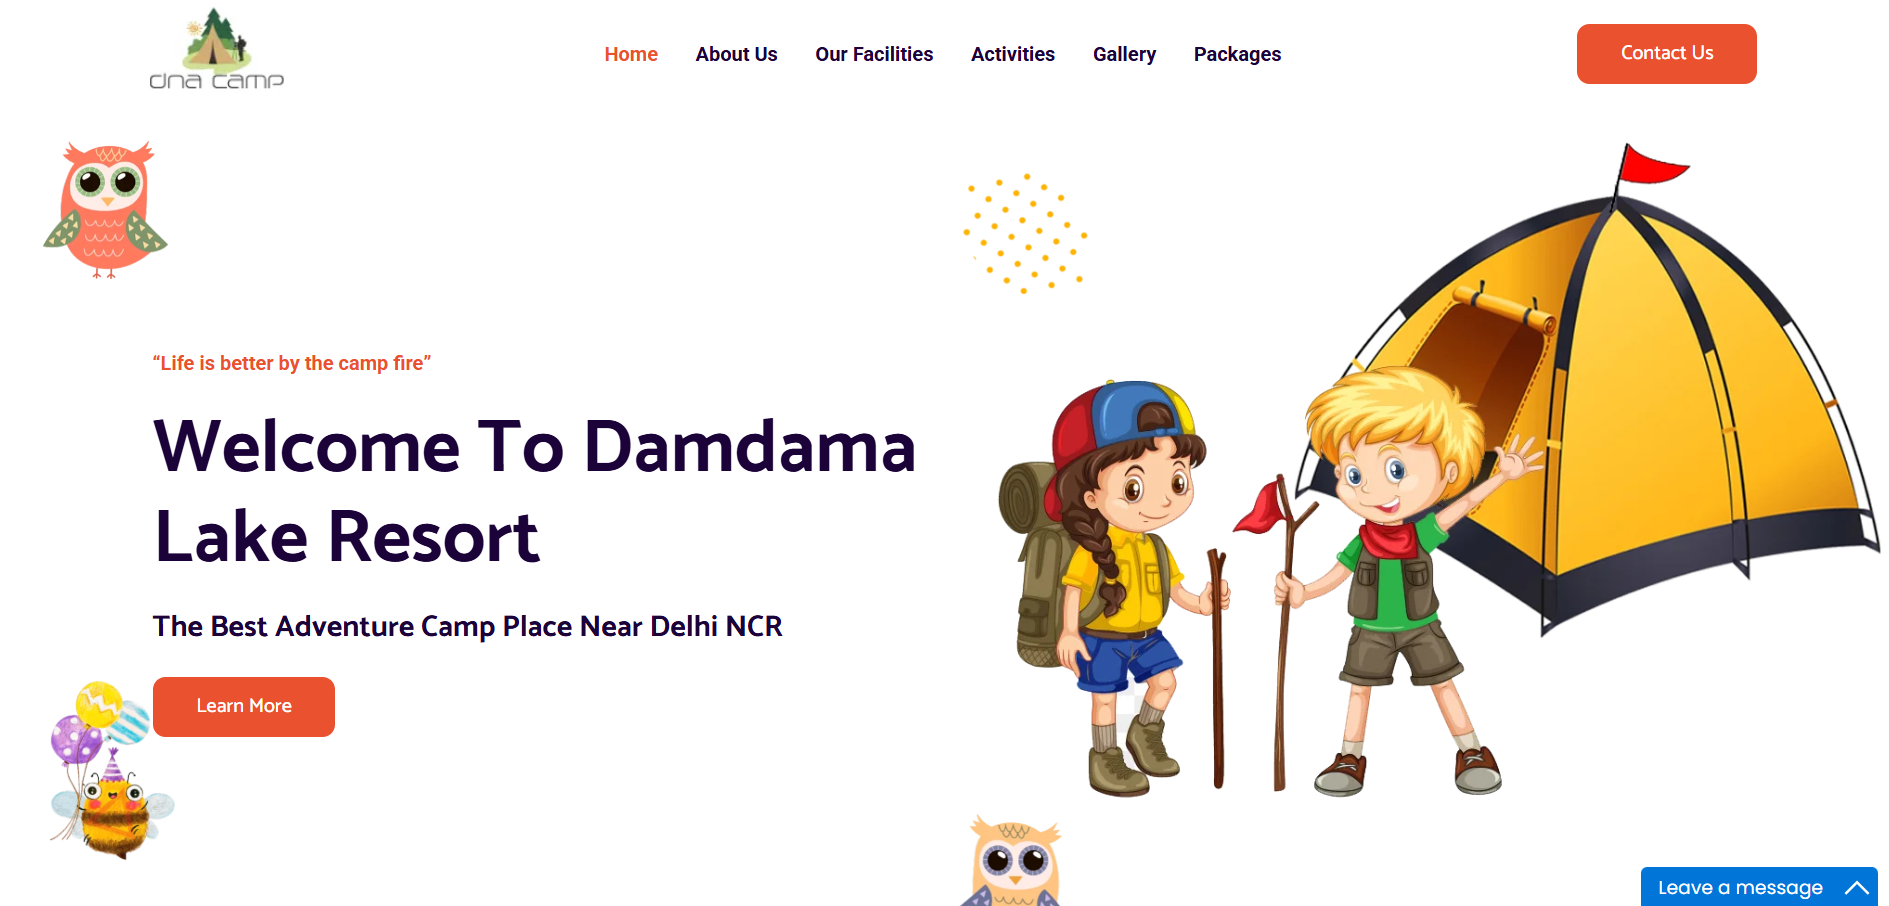 dna camp
Home About Us Our Facilities Activities Gallery Packages
Contact Us
“Life is better by the camp fire”
Welcome To Damdama
Lake Resort
The Best Adventure Camp Place Near Delhi NCR
Learn More
Leave a message